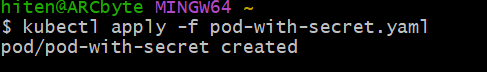 hiten@ARCbyte MINGW64 ~
$ kubectl apply -f pod-with-secret.yaml
pod/pod-with-secret created